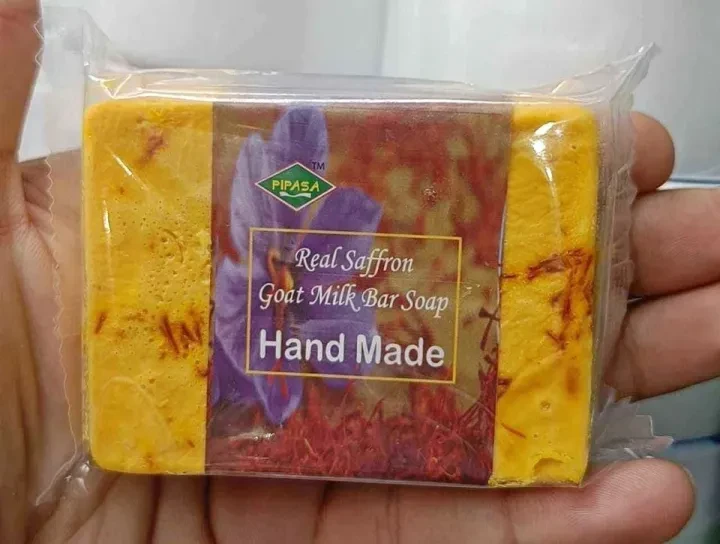 TM
PIPASA
Real Saffron
Goat Milk Bar Soap
Hand Made